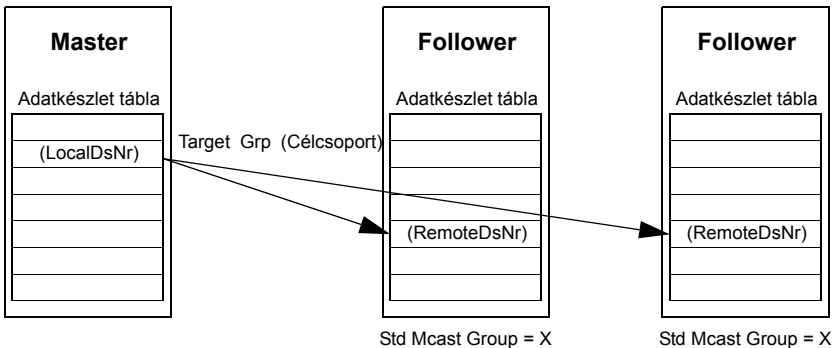 Master
Follower
Follower
Adatkészlet tábla
Adatkészlet tábla
Adatkészlet tábla
Target Grp (Célcsoport)
(LocalDsNr)
(RemoteDsNr)
(RemoteDsNr)
Std Mcast Group = X
Std Mcast Group = X